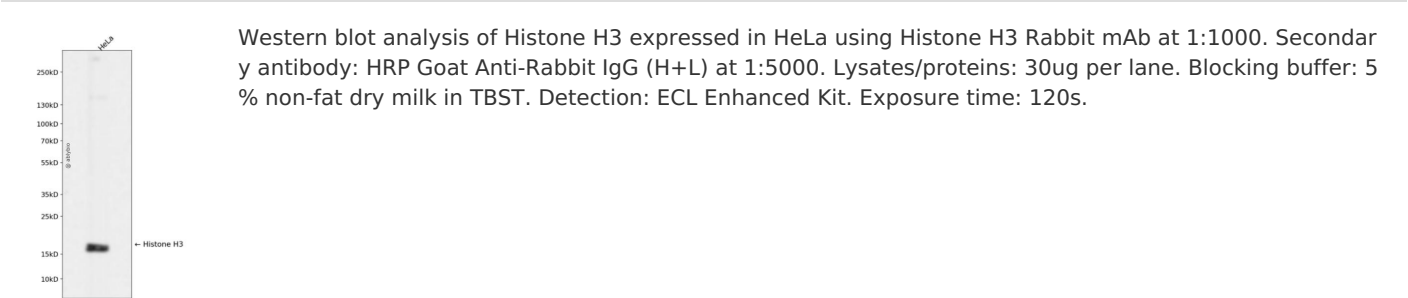 HeLa
Western blot analysis of Histone H3 expressed in HeLa using Histone H3 Rabbit mAb at 1:1000. Secondar
y antibody: HRP Goat Anti-Rabbit IgG (H+L) at 1:5000. Lysates/proteins: 30ug per lane. Blocking buffer: 5
% non-fat dry milk in TBST. Detection: ECL Enhanced Kit. Exposure time: 120s.
250kD
130kD
100kD
70kD
55kD
35kD
25kD
← Histone H3
15kD
10kD